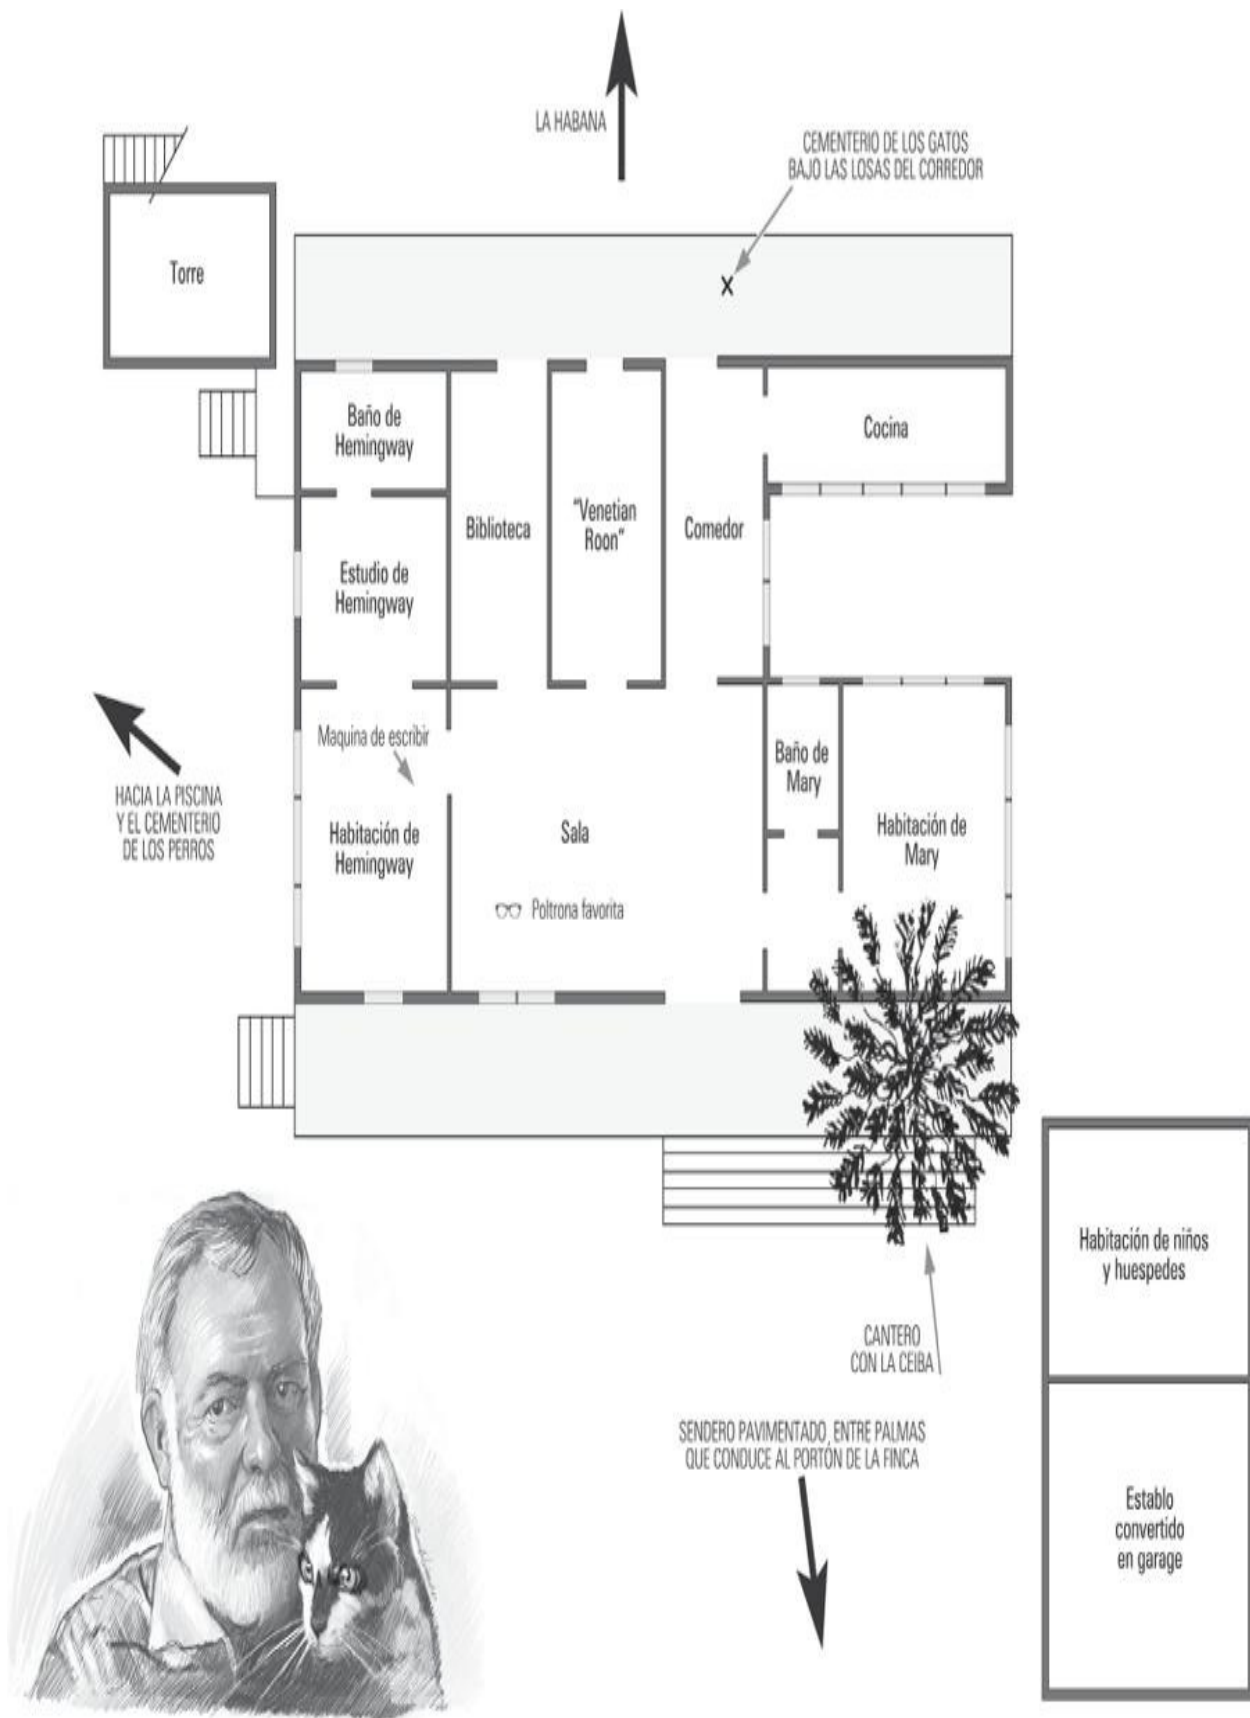 LA HABANA
CEMENTERIO DE LOS GATOS
BAJO LAS LOSAS DEL CORREDOR
Torre
Baño de
Hemingway
Cocina
Biblioteca
"Venetian
Roon"
Comedor
Estudio de
Hemingway
Maquina de escribir
Baño de
Mary
HACIA LA PISCINA
Y EL CEMENTERIO
DE LOS PERROS
Habitación de
Hemingway
Sala
Habitación de
Mary
Poltrona favorita
Habitación de niños
y huespedes
CANTERO
CON LA CEIBA
SENDERO PAVIMENTADO, ENTRE PALMAS
QUE CONDUCE AL PORTÓN DE LA FINCA
Establo
convertido
en garage